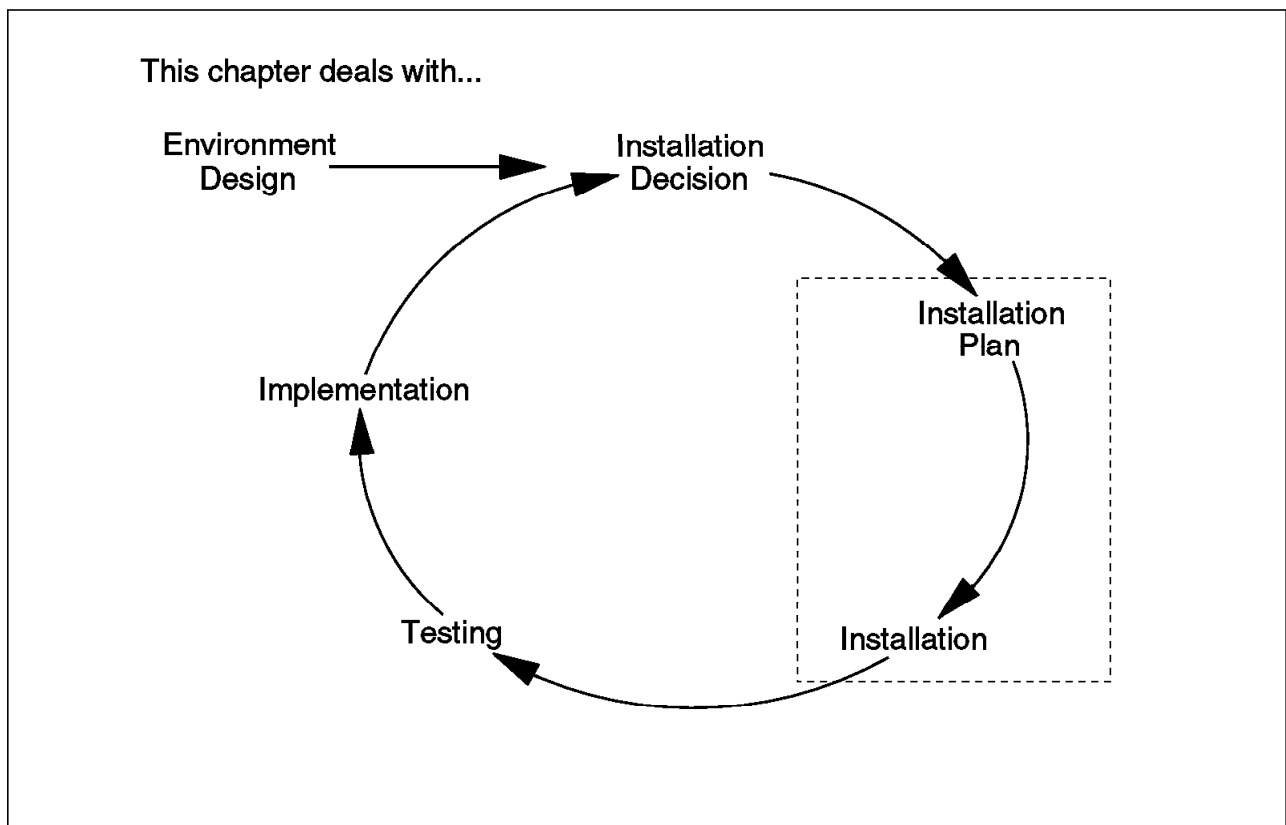 This chapter deals with...
Environment
Design
Installation
Decision
Installation
Plan
Implementation
Testing
Installation